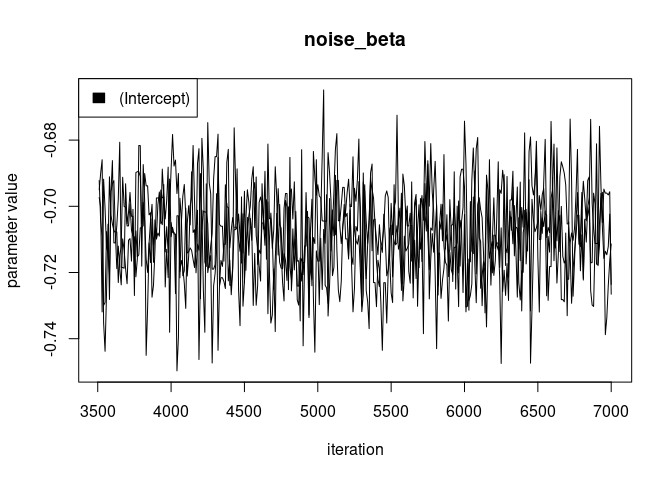 noise_beta
(Intercept)
parameter value
-0.68
-0.70
-0.72
-0.74
3500 4000 4500 5000 5500 6000 6500 7000
iteration